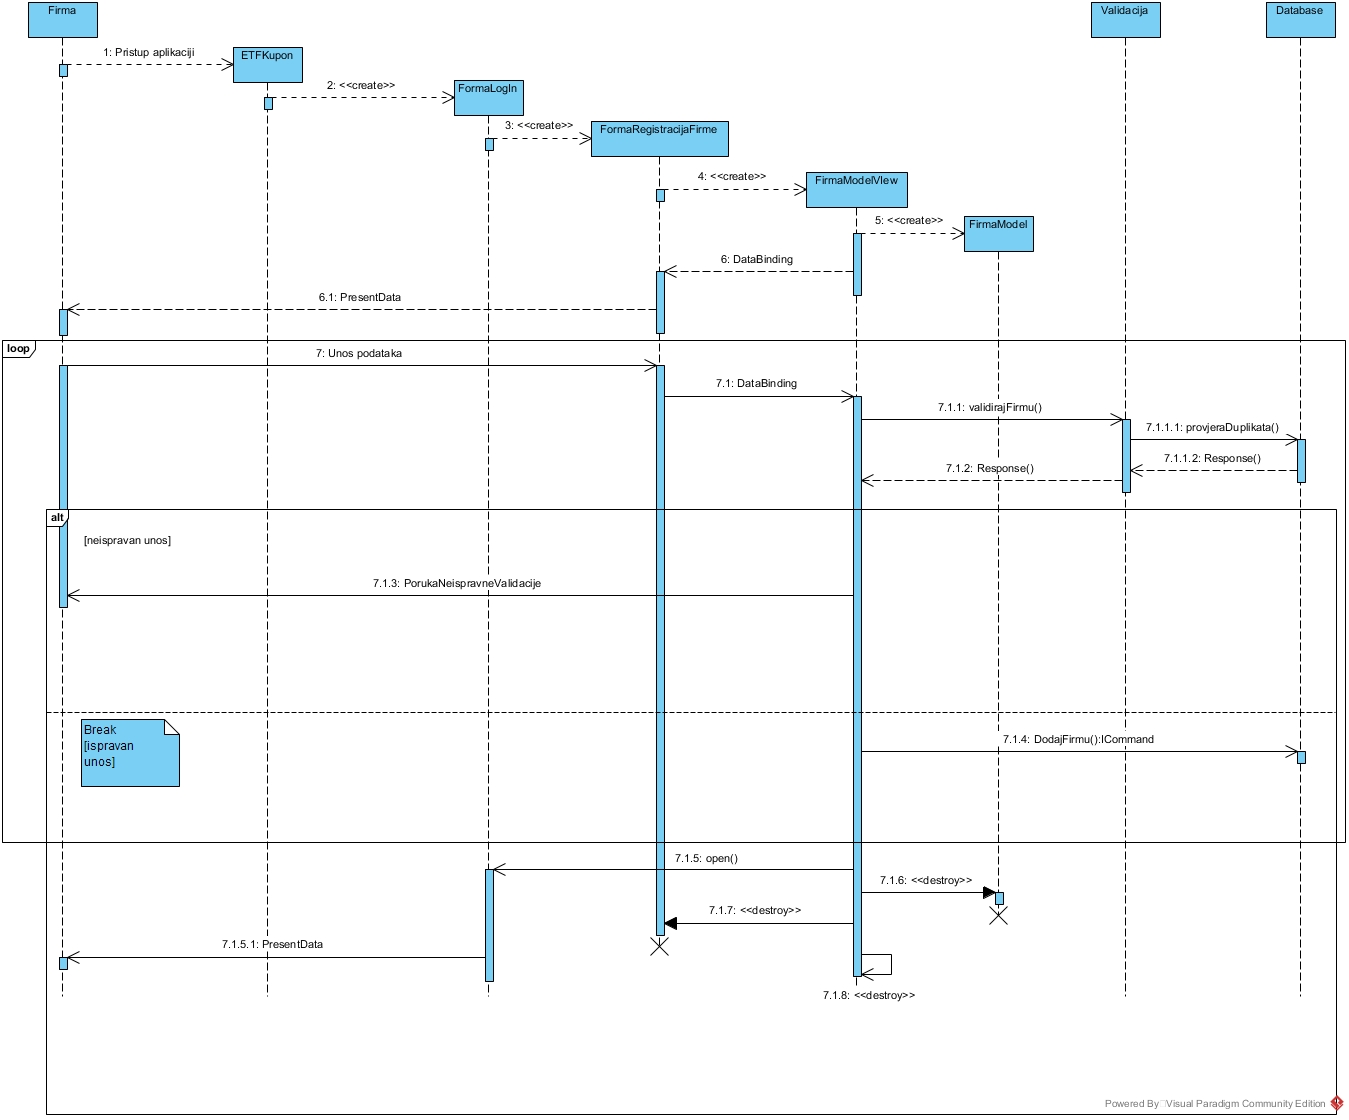 Firma
Validacija
Database
1: Pristup aplikaciji
ETFKupon
2: <<create>>
FormaLogIn
3: <<create>>
FormaRegistracijaFirme
4: <<create>>
FirmaModelVIew
5: <<create>>
FirmaModel
6: DataBinding
6.1: PresentData
loop
7: Unos podataka
7.1: DataBinding
7.1.1: validirajFirmu()
7.1.1.1: provjeraDuplikata()
7.1.1.2: Response()
7.1.2: Response()
alt
[neispravan unos]
7.1.3: PorukaNeispravneValidacije
Break
[ispravan
unos]
7.1.4: DodajFirmu():ICommand
7.1.5: open()
7.1.6: <<destroy>>
7.1.7: <<destroy>>
7.1.5.1: PresentData
7.1.8: <<destroy>>
Powered By Visual Paradigm Community Edition